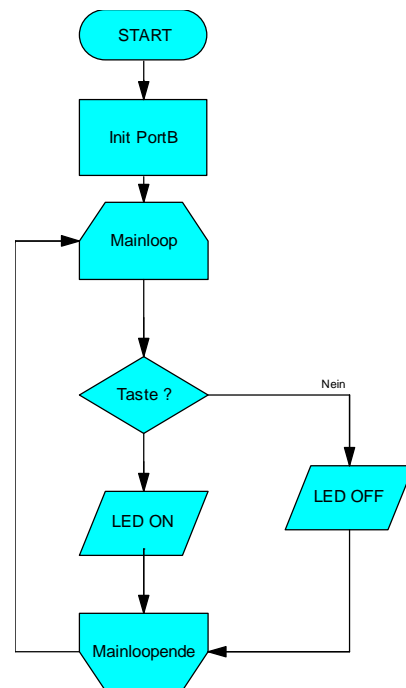 START
Init PortB
Mainloop
Taste ?
Nein
LED ON
LED OFF
Mainloopende